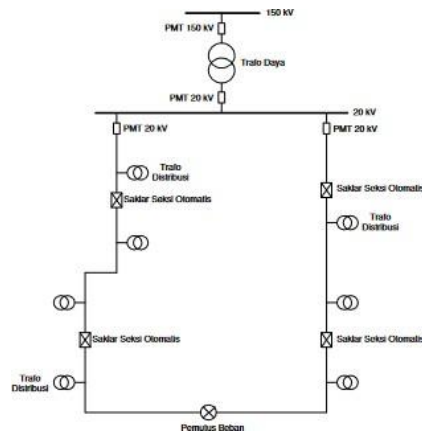 150 kV
PMT 150 kV
Trafo Daya
PMT 20 kV
20 kV
PMT 20 kV
PMT 20 kV
Trafo
Distribusi
Saklar Seksi Otomatis
Saklar Seksi Otomatis
Trafo
Distribusi
Saklar Seksi Otomatis
Saklar Seksi Otomatis
Trafo
Distribusi
Pemutus Beban